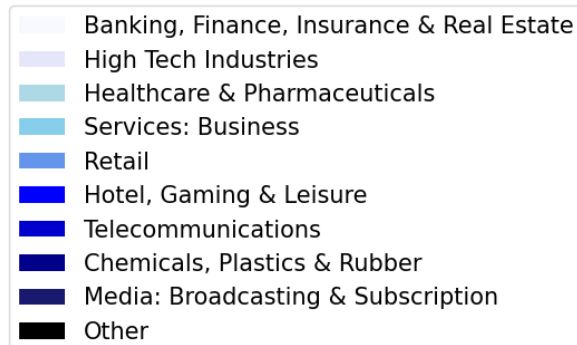 Banking, Finance, Insurance & Real Estate
High Tech Industries
Healthcare & Pharmaceuticals
Services: Business
Retail
Hotel, Gaming & Leisure
Telecommunications
Chemicals, Plastics & Rubber
Media: Broadcasting & Subscription
Other